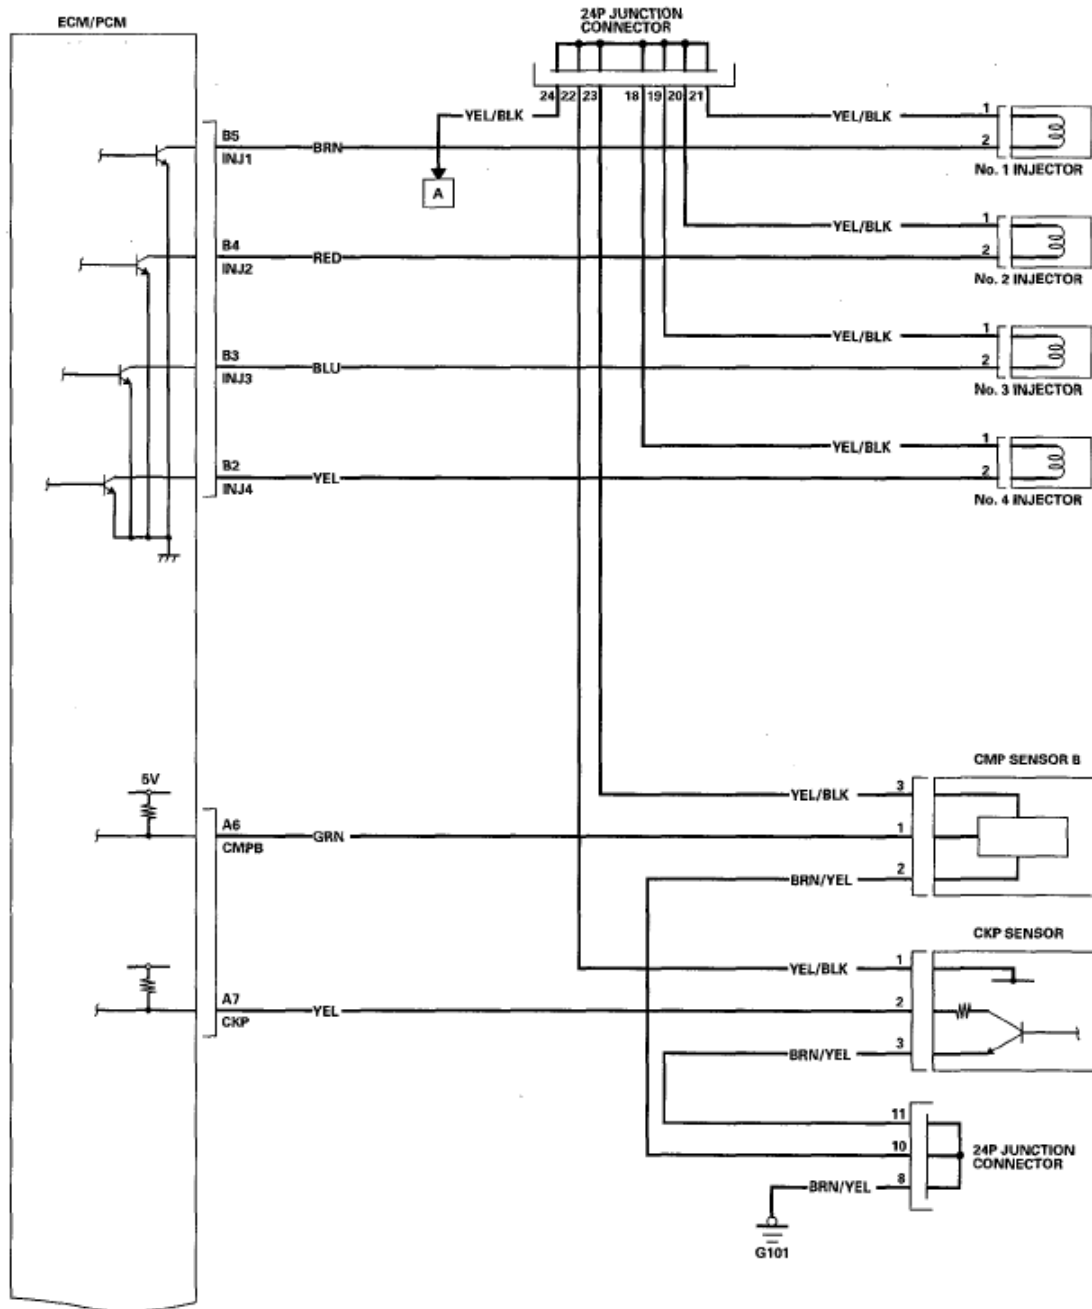 24P JUNCTION
CONNECTOR
ECM/PCM
24 22 23 18 19 20 21
YEL/BLK
YEL/BLK
1
B5
INJ1
BRN
2
No. 1 INJECTOR
A
YEL/BLK
1
B4
INJ2
RED
2
No. 2 INJECTOR
YEL/BLK
1
B3
INJ3
BLU
2
No. 3 INJECTOR
YEL/BLK
1
B2
INJ4
YEL
2
No. 4 INJECTOR
CMP SENSOR B
5V
YEL/BLK
3
A6
CMPB
GRN
1
BRN/YEL
2
CKP SENSOR
YEL/BLK
1
A7
CKP
YEL
2
BRN/YEL
3
11
10
24P JUNCTION
CONNECTOR
BRN/YEL
8
G101